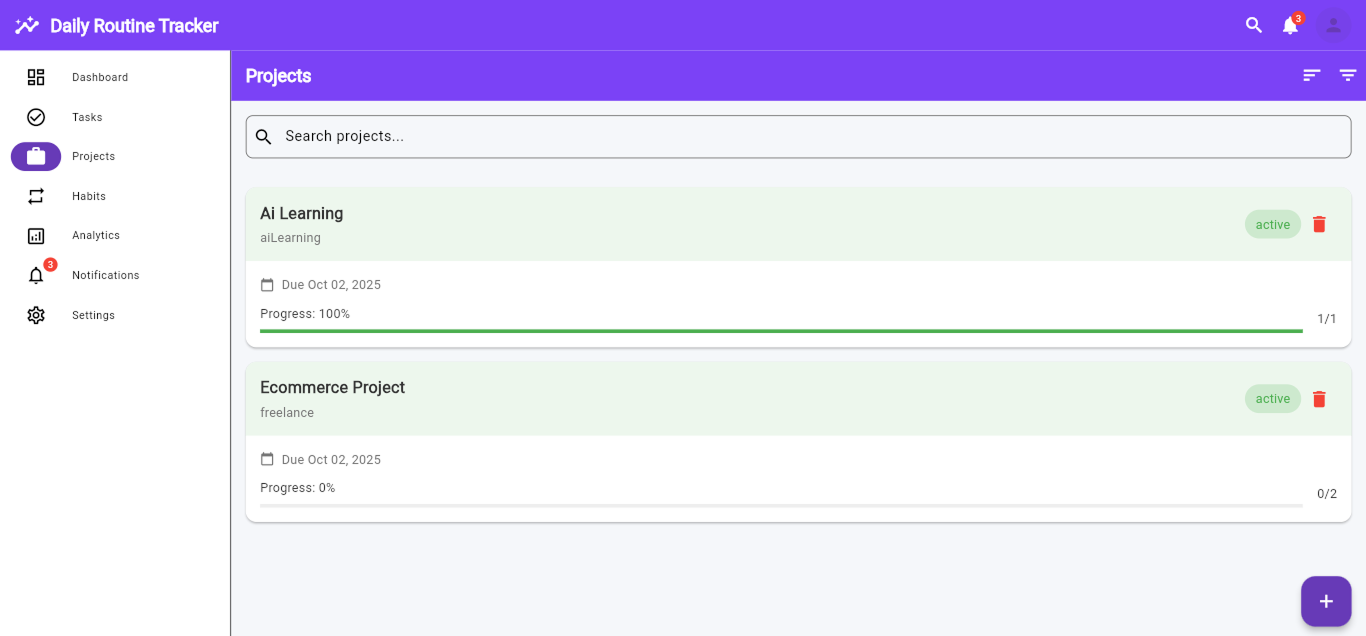 Daily Routine Tracker
3
Dashboard
Tasks
Projects
Habits
Analytics
3
Notifications
Settings
Projects
Search projects...
Ai Learning
aiLearning
active
Due Oct 02, 2025
Progress: 100%
1/1
Ecommerce Project
freelance
active
Due Oct 02, 2025
Progress: 0%
0/2